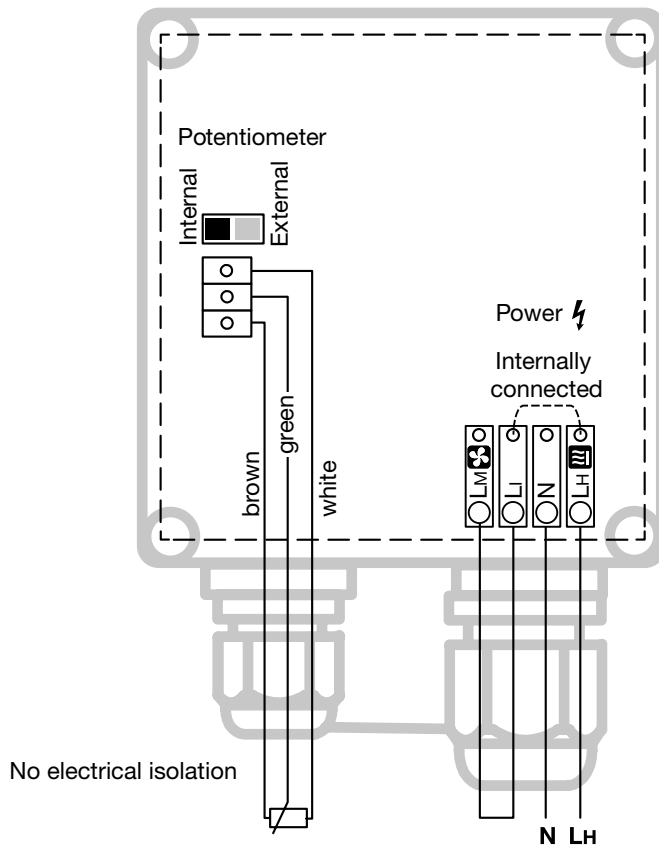 Potentiometer
Internal
External
Power
Internally
connected
brown
green
white
LM
LI
N
LH
No electrical isolation
N LH